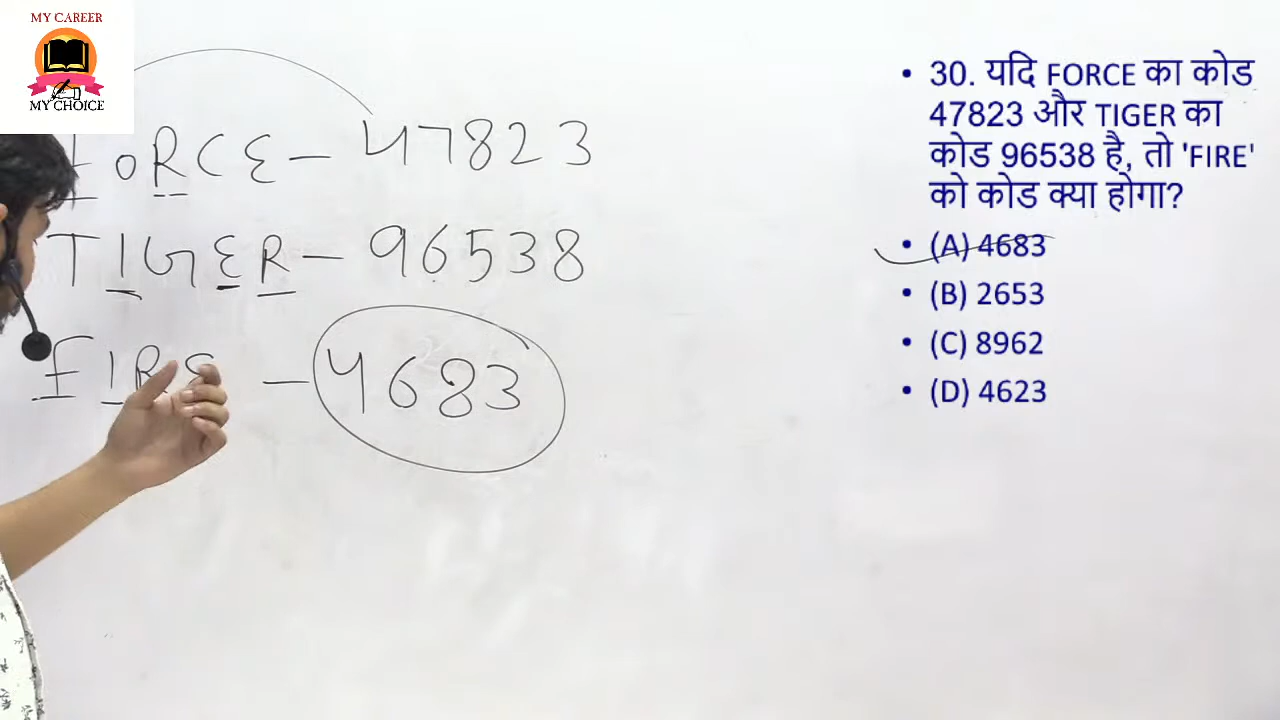 MY CAREER
MY CHOICE
FORCE – 47823
TIGER – 96538
FIRE – 4683
• 30. यदि FORCE का कोड
47823 और TIGER का
कोड 96538 है, तो 'FIRE'
को कोड क्या होगा?
• (A) 4683
• (B) 2653
• (C) 8962
• (D) 4623